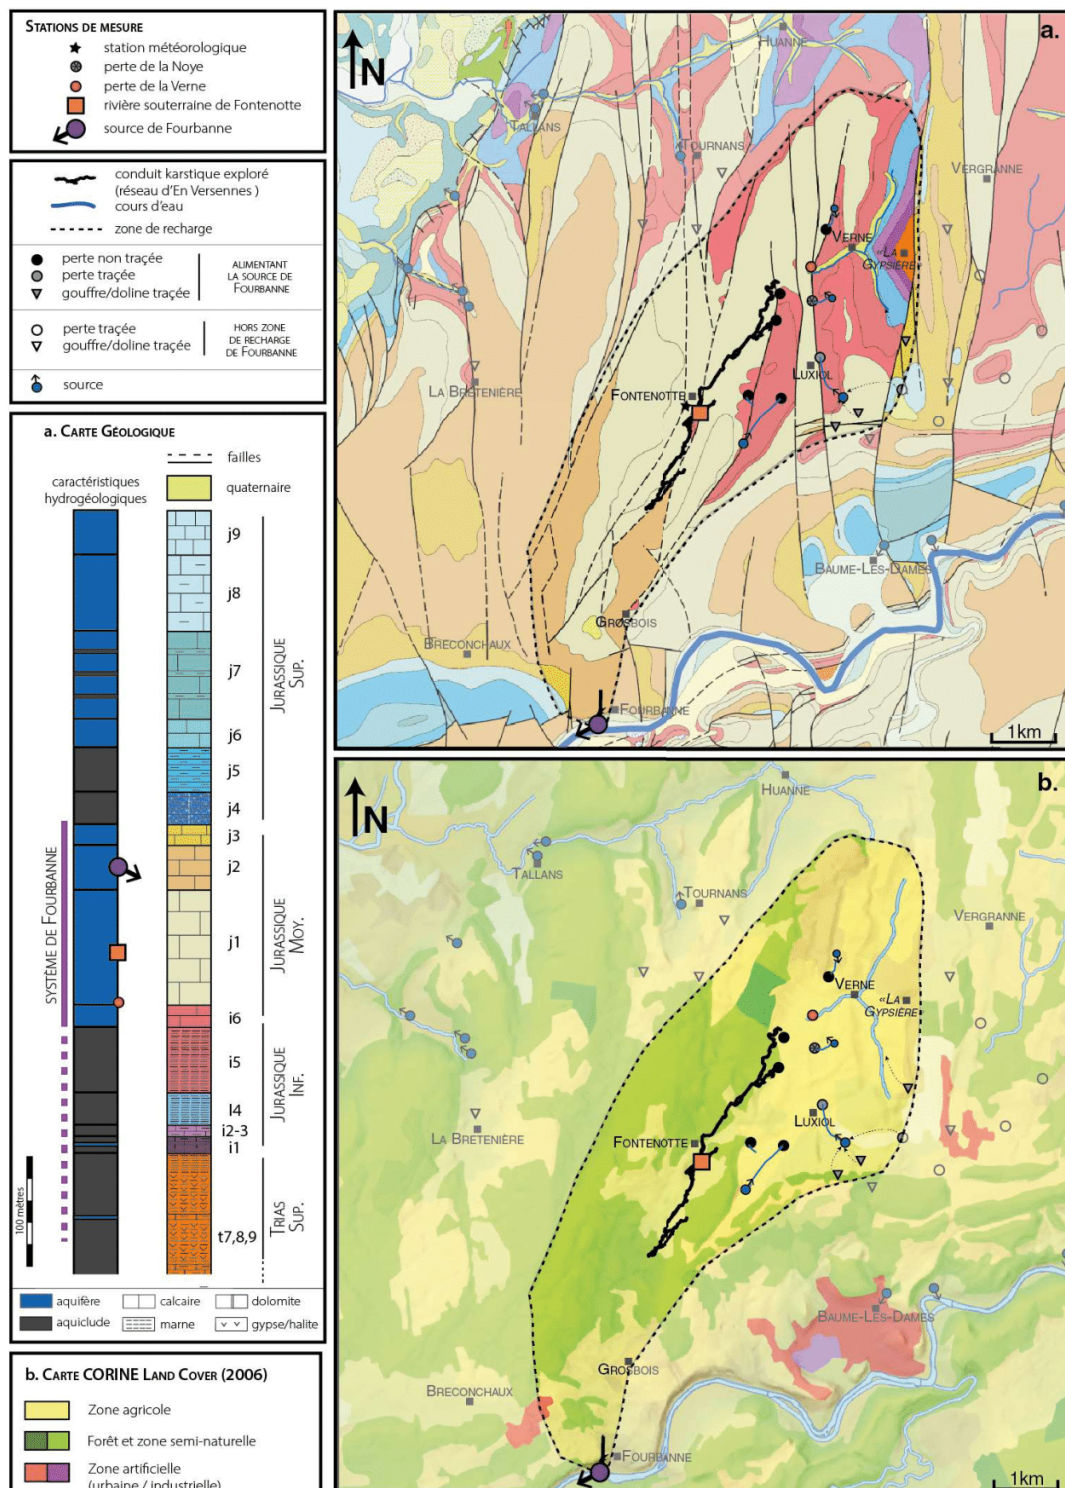 STATIONS DE MESURE
station météorologique
perte de la Noye
perte de la Verne
rivière souterraine de Fontenotte
source de Fourbanne
conduit karstique exploré
(réseau d'En Versennes )
cours d'eau
zone de recharge
perte non traçée
perte traçée
gouffre/doline traçée
ALIMENTANT
LA SOURCE DE
FOURBANNE
perte traçée
gouffre/doline traçée
HORS ZONE
DE RECHARGE
DE FOURBANNE
source
a. CARTE GÉOLOGIQUE
caractéristiques
hydrogéologiques
failles
quaternaire
j9
j8
j7
j6
j5
j4
j3
j2
j1
i6
i5
l4
i2-3
i1
t7,8,9
JURASSIQUE
SUP.
JURASSIQUE
MOY.
JURASSIQUE
INF.
TRIAS
SUP.
SYSTÈME DE FOURBANNE
100 mètres
aquifère
calcaire
dolomite
aquiclude
marne
gypse/halite
b. CARTE CORINE LAND COVER (2006)
Zone agricole
Forêt et zone semi-naturelle
Zone artificielle
(urbaine / industrielle)
a.
N
HUANNE
TALLANS
TOURNANS
VERGRANNE
VERNE
«LA
GYPSIÈRE»
LUXIOL
LA BRETENIÈRE
FONTENOTTE
BAUME-LES-DAMES
GROSBOIS
BRECONCHAUX
FOURBANNE
1km
b.
N
HUANNE
TALLANS
TOURNANS
VERGRANNE
VERNE
«LA
GYPSIÈRE»
LUXIOL
LA BRETENIÈRE
FONTENOTTE
BAUME-LES-DAMES
GROSBOIS
BRECONCHAUX
FOURBANNE
1km